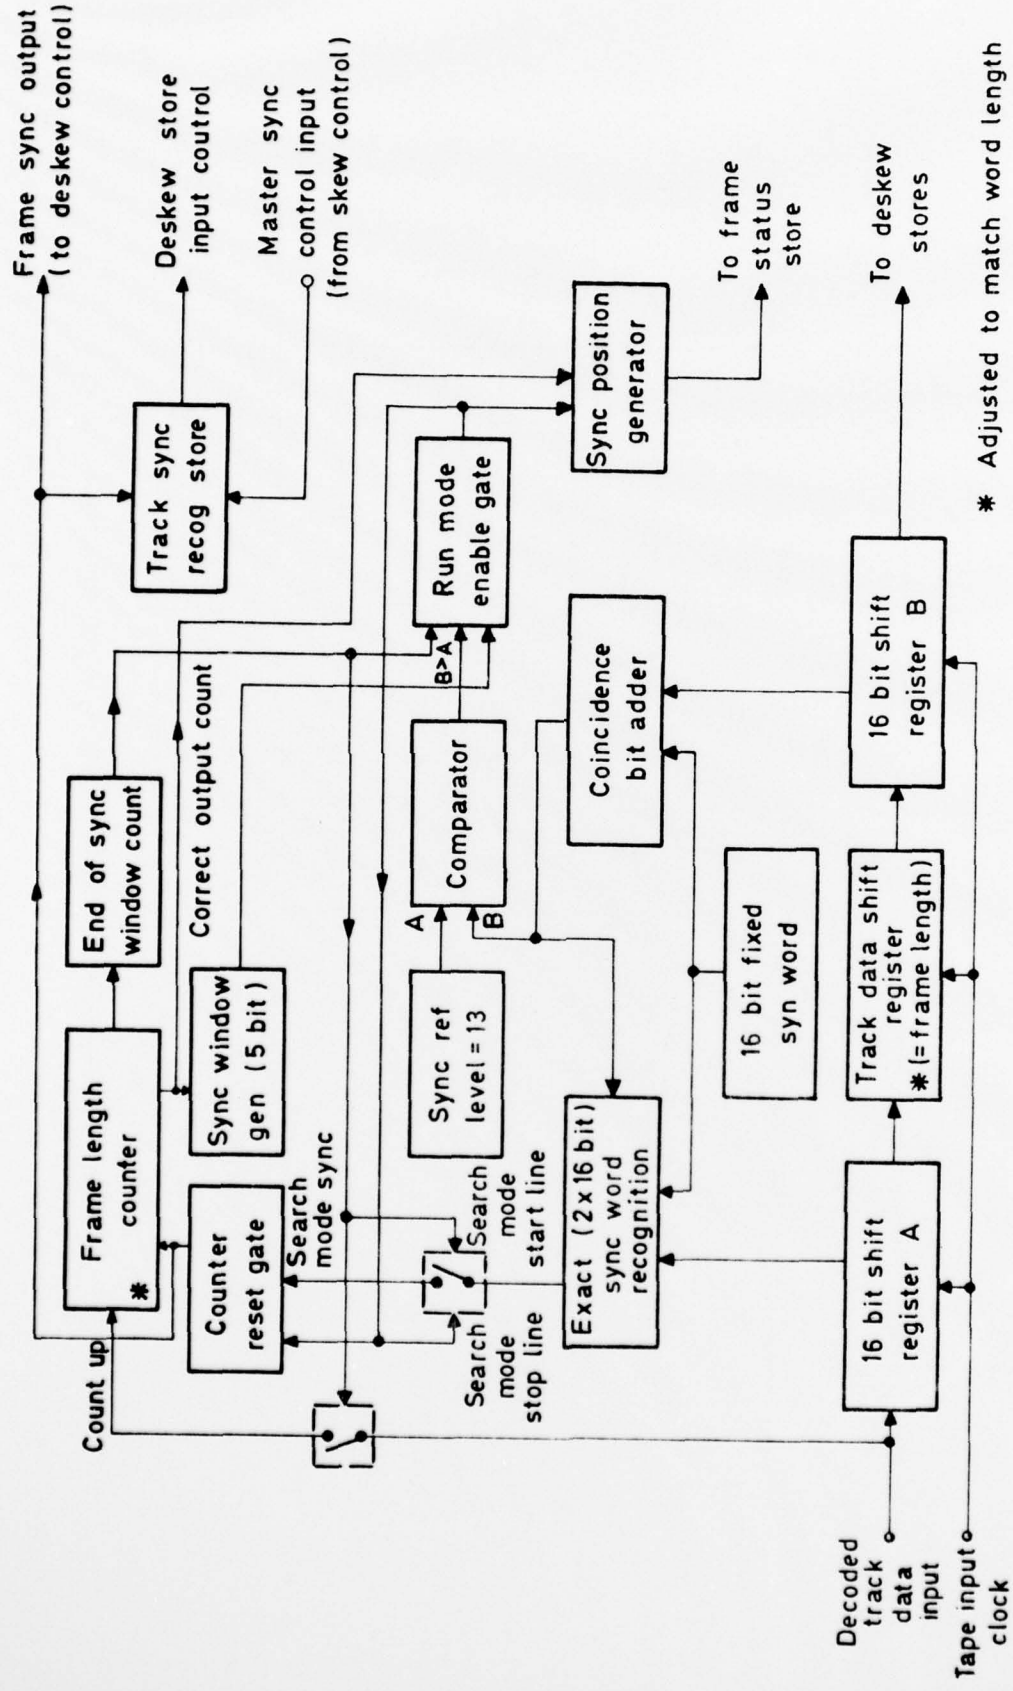 Frame sync output
(to deskew control)
Deskew store
input coutrol
Master sync
control input
(from skew control)
Track sync
recog store
End of sync
window count
Correct output count
Frame length
counter
*
Count up
Sync window
gen (5 bit)
Counter
reset gate
Search
mode sync
Run mode
enable gate
B>A
Comparator
A
B
Sync ref
level = 13
Search
mode
start line
Search
mode
stop line
Sync position
generator
To frame
status
store
Coincidence
bit adder
Exact (2x16 bit)
sync word
recognition
16 bit fixed
syn word
16 bit shift
register A
Track data shift
register
* (= frame length)
16 bit shift
register B
To deskew
stores
Decoded
track
data
input
Tape input
clock
* Adjusted to match word length